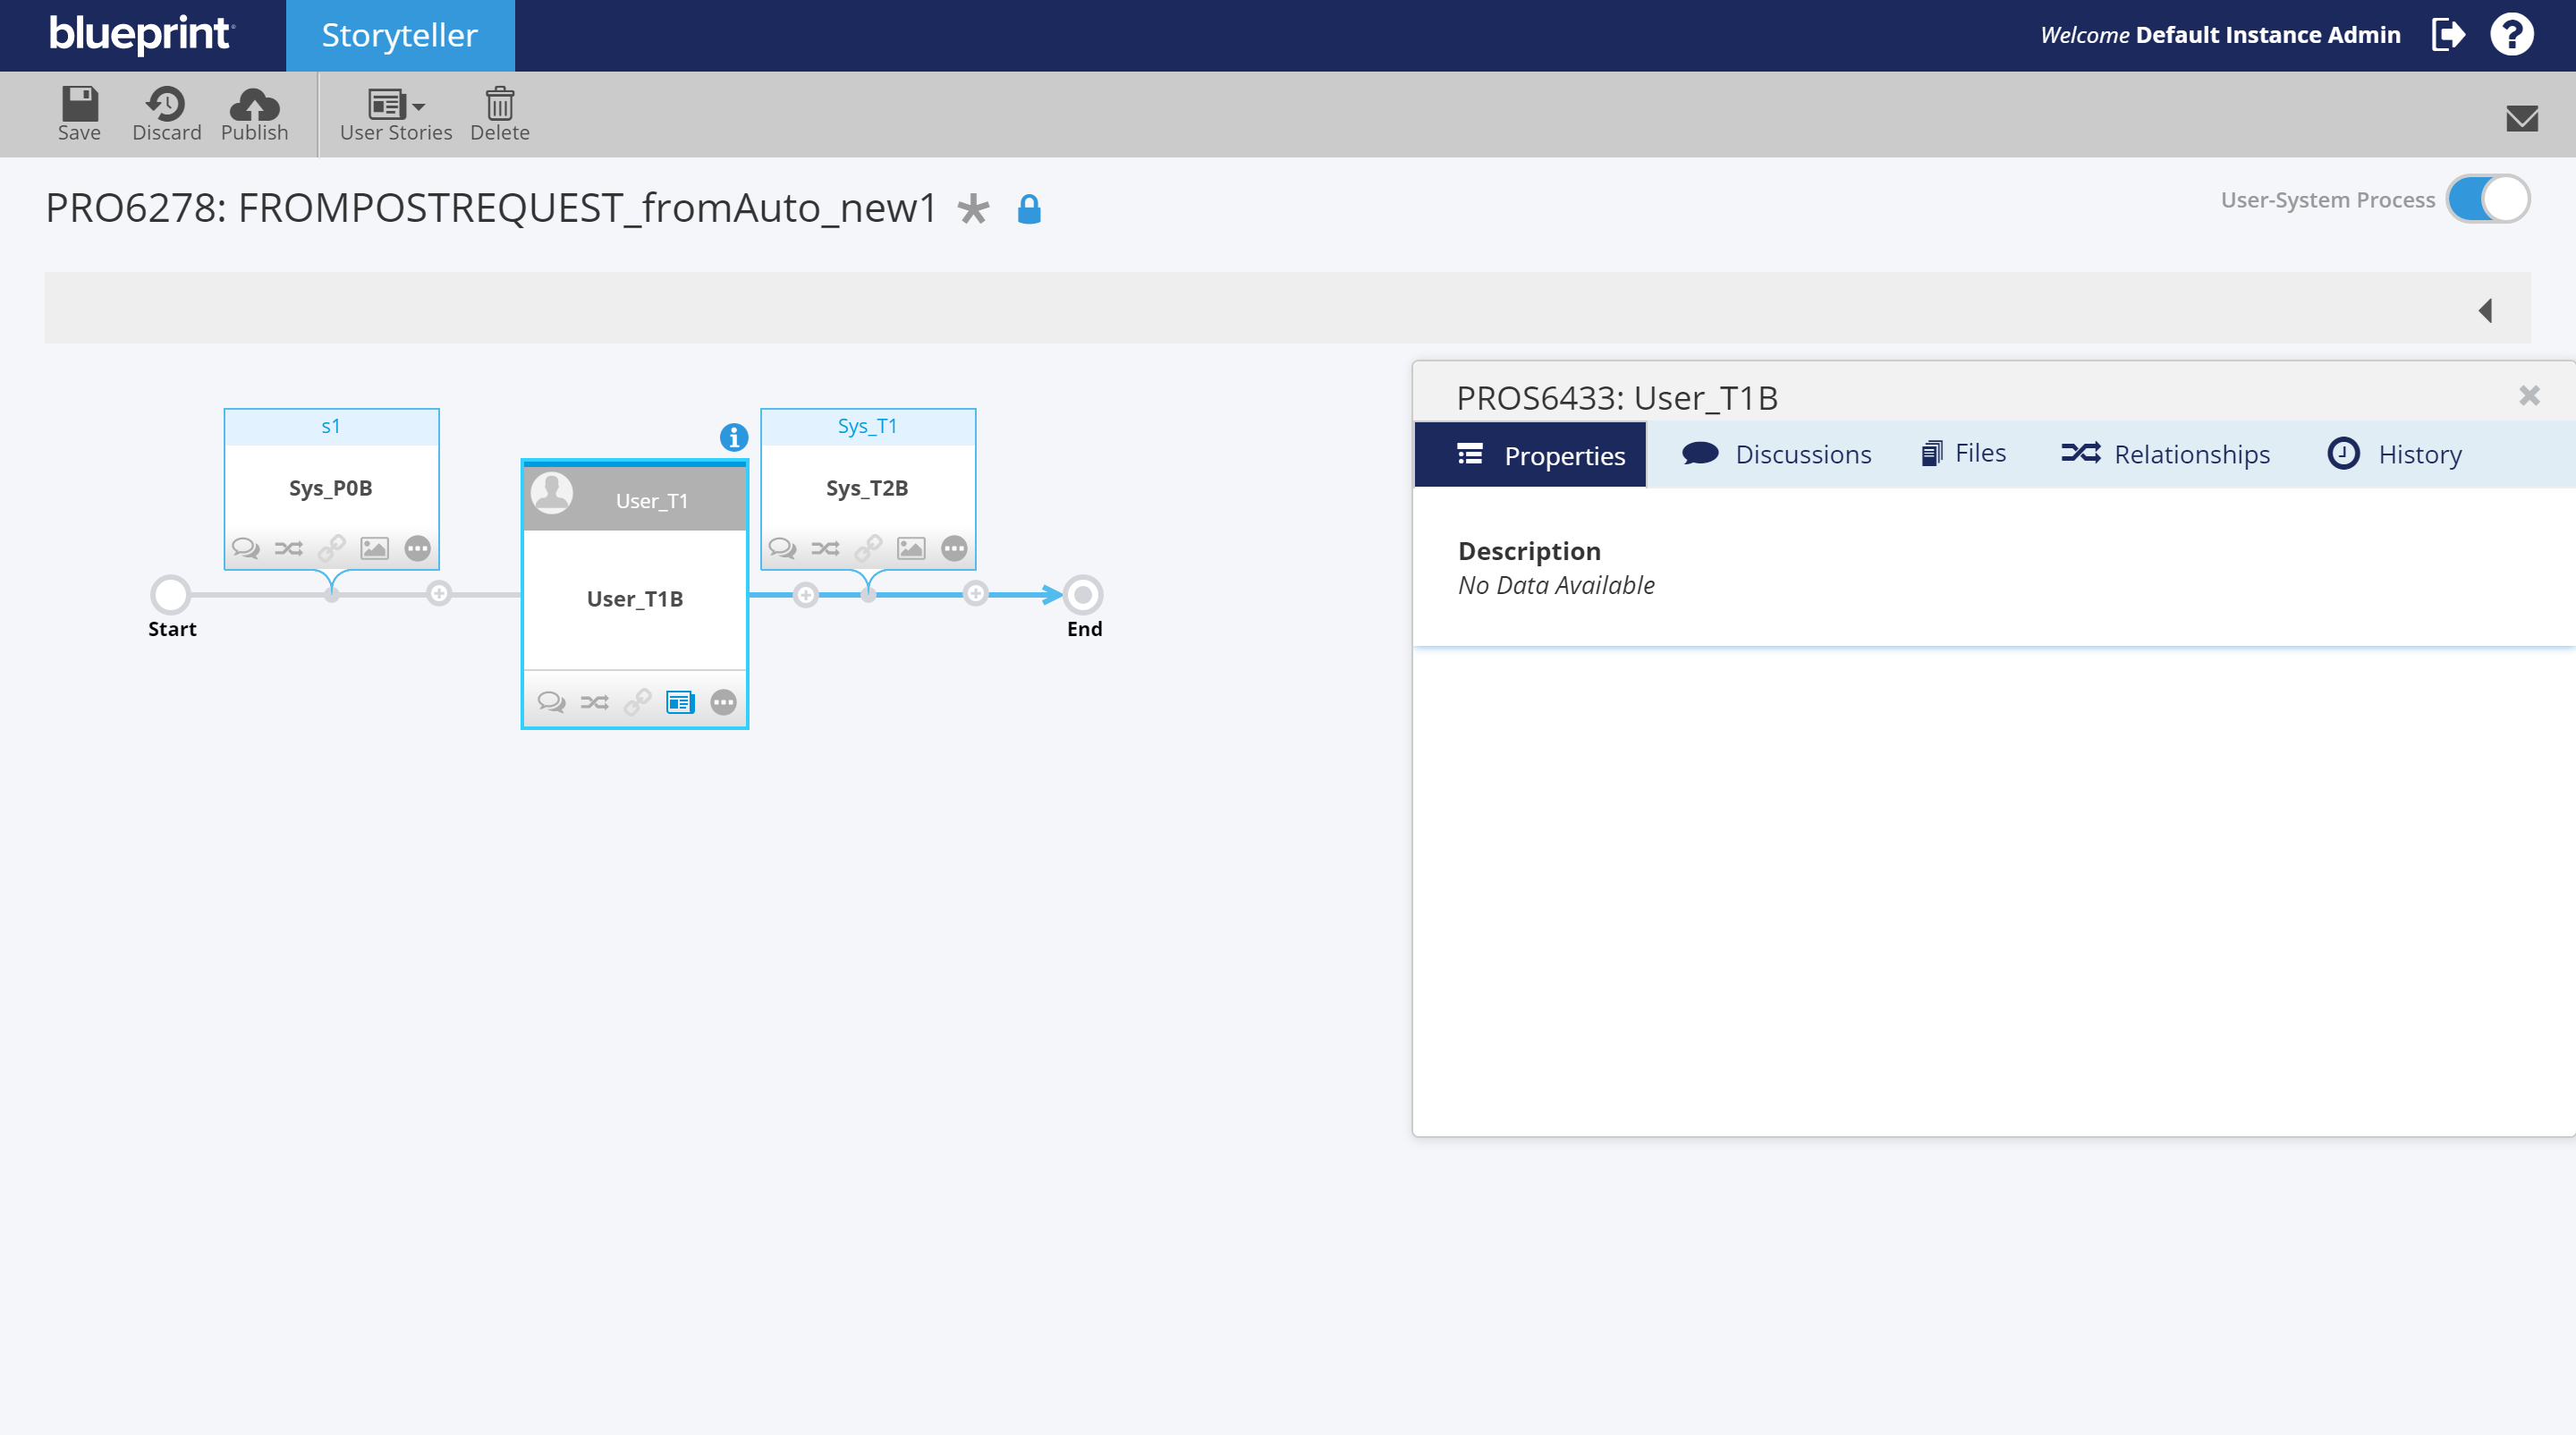 blueprint
Storyteller
Welcome Default Instance Admin
Save
Discard
Publish
User Stories
Delete
PRO6278: FROMPOSTREQUEST_fromAuto_new1 *
User-System Process
s1
Sys_P0B
User_T1
User_T1B
Sys_T1
Sys_T2B
Start
End
PROS6433: User_T1B
Properties
Discussions
Files
Relationships
History
Description
No Data Available